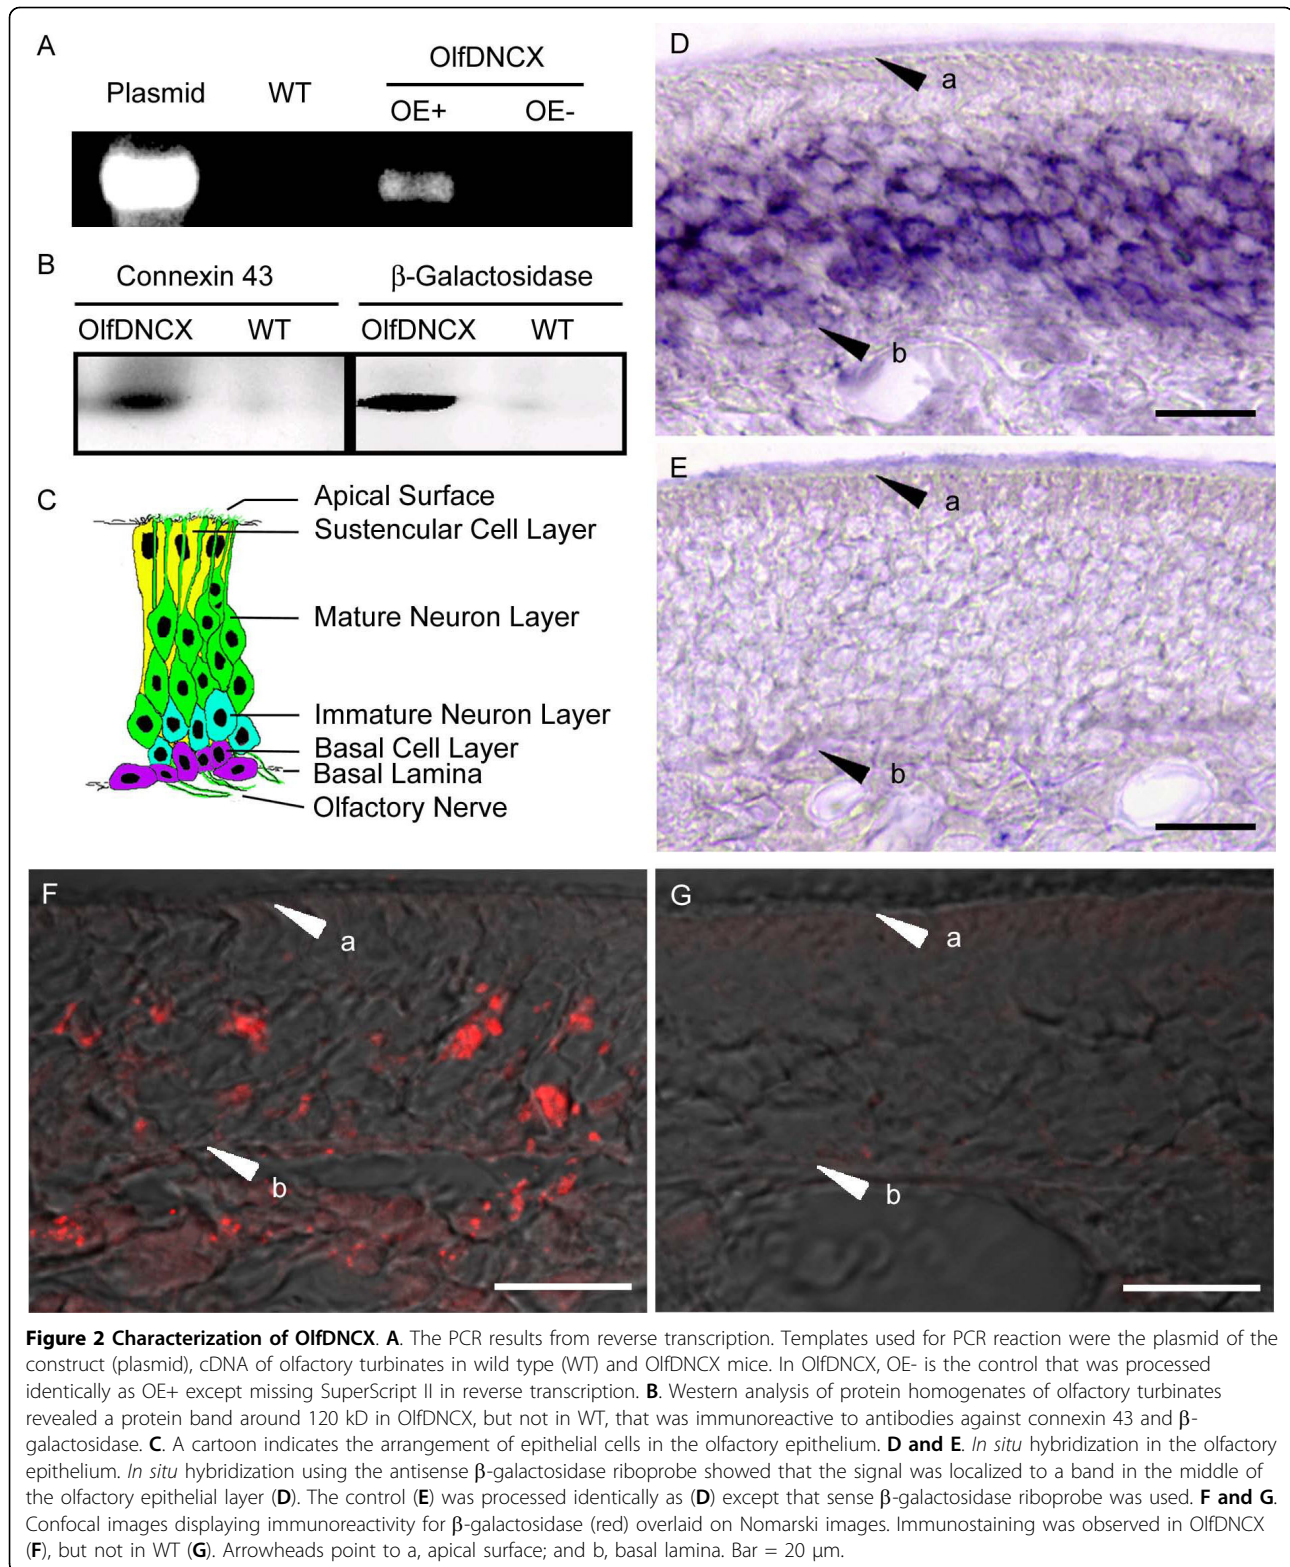 A
Plasmid
WT
OlfDNCX
OE+
OE-
B
Connexin 43
β-Galactosidase
OlfDNCX
WT
OlfDNCX
WT
C
Apical Surface
Sustencular Cell Layer
Mature Neuron Layer
Immature Neuron Layer
Basal Cell Layer
Basal Lamina
Olfactory Nerve
D
a
b
E
a
b
F
a
b
G
a
b
Figure 2 Characterization of OlfDNCX. A. The PCR results from reverse transcription. Templates used for PCR reaction were the plasmid of the
construct (plasmid), cDNA of olfactory turbinates in wild type (WT) and OlfDNCX mice. In OlfDNCX, OE- is the control that was processed
identically as OE+ except missing SuperScript II in reverse transcription. B. Western analysis of protein homogenates of olfactory turbinates
revealed a protein band around 120 kD in OlfDNCX, but not in WT, that was immunoreactive to antibodies against connexin 43 and β-
galactosidase. C. A cartoon indicates the arrangement of epithelial cells in the olfactory epithelium. D and E. In situ hybridization in the olfactory
epithelium. In situ hybridization using the antisense β-galactosidase riboprobe showed that the signal was localized to a band in the middle of
the olfactory epithelial layer (D). The control (E) was processed identically as (D) except that sense β-galactosidase riboprobe was used. F and G.
Confocal images displaying immunoreactivity for β-galactosidase (red) overlaid on Nomarski images. Immunostaining was observed in OlfDNCX
(F), but not in WT (G). Arrowheads point to a, apical surface; and b, basal lamina. Bar = 20 μm.